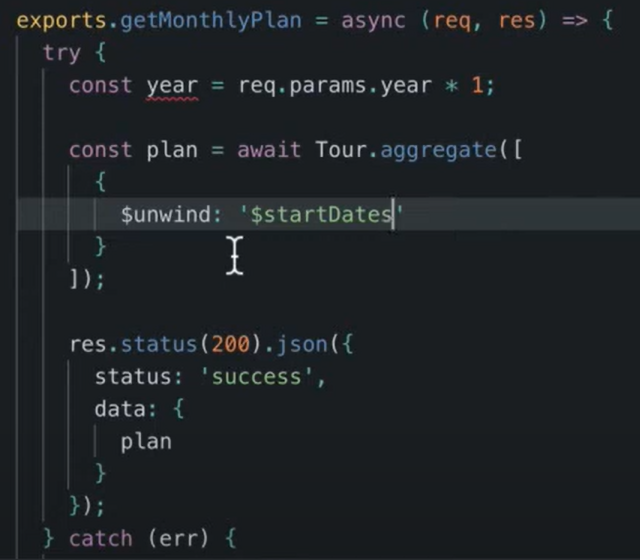 exports.getMonthlyPlan = async (req, res) => {
try {
const year = req.params.year * 1;
const plan = await Tour.aggregate([
{
$unwind: '$startDates'
}
]);
res.status(200).json({
status: 'success',
data: {
plan
}
});
} catch (err) {